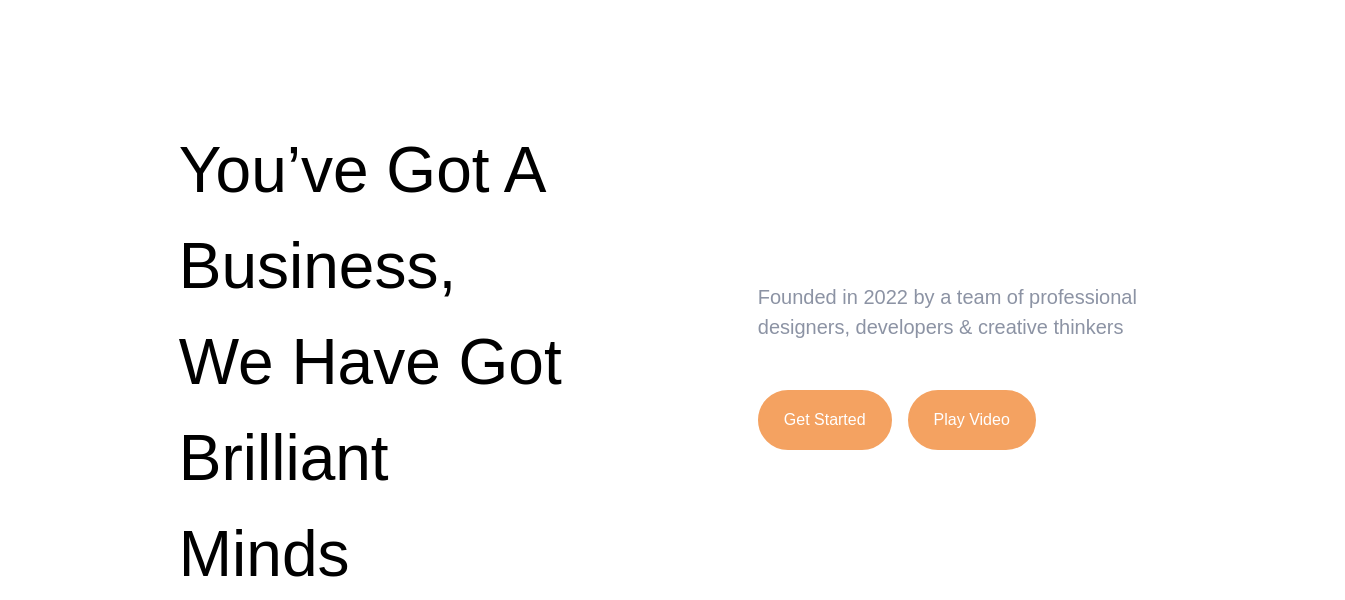 You’ve Got A
Business,
We Have Got
Brilliant
Minds
Founded in 2022 by a team of professional
designers, developers & creative thinkers
Get Started
Play Video